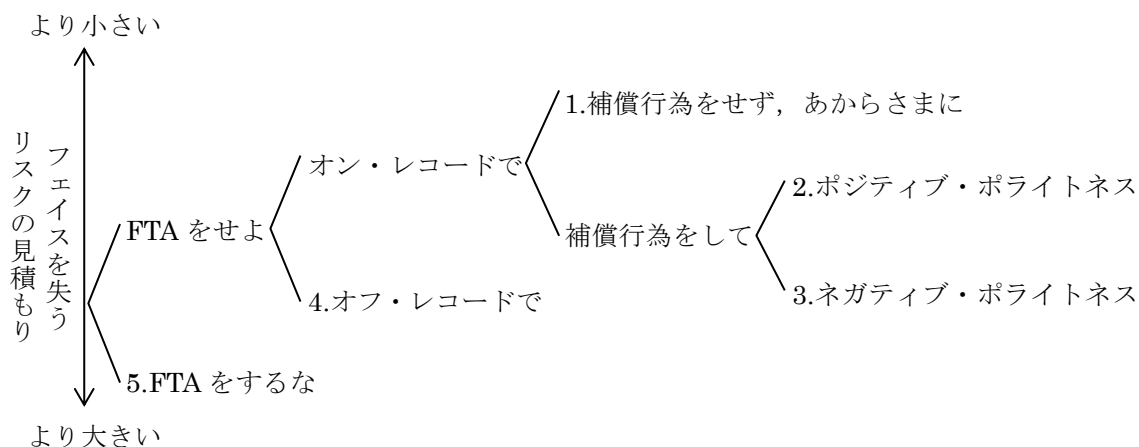 より小さい
フェイスを失う
リスクの見積もり
1.補償行為をせず，あからさまに
オン・レコードで
2.ポジティブ・ポライトネス
FTA をせよ
補償行為をして
4.オフ・レコードで
3.ネガティブ・ポライトネス
5.FTA をするな
より大きい